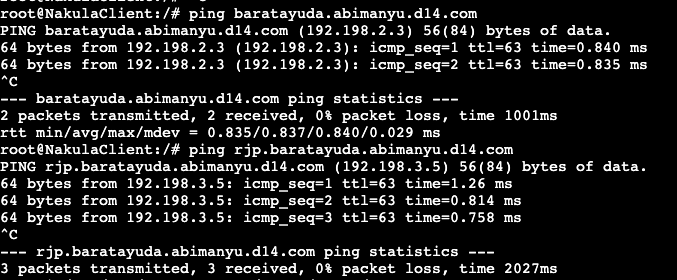 root@NakulaClient:/# ping baratayuda.abimanyu.d14.com
PING baratayuda.abimanyu.d14.com (192.198.2.3) 56(84) bytes of data.
64 bytes from 192.198.2.3 (192.198.2.3): icmp_seq=1 ttl=63 time=0.840 ms
64 bytes from 192.198.2.3 (192.198.2.3): icmp_seq=2 ttl=63 time=0.835 ms
^C
--- baratayuda.abimanyu.d14.com ping statistics ---
2 packets transmitted, 2 received, 0% packet loss, time 1001ms
rtt min/avg/max/mdev = 0.835/0.837/0.840/0.029 ms
root@NakulaClient:/# ping rjp.baratayuda.abimanyu.d14.com
PING rjp.baratayuda.abimanyu.d14.com (192.198.3.5) 56(84) bytes of data.
64 bytes from 192.198.3.5: icmp_seq=1 ttl=63 time=1.26 ms
64 bytes from 192.198.3.5: icmp_seq=2 ttl=63 time=0.814 ms
64 bytes from 192.198.3.5: icmp_seq=3 ttl=63 time=0.758 ms
^C
--- rjp.baratayuda.abimanyu.d14.com ping statistics ---
3 packets transmitted, 3 received, 0% packet loss, time 2027ms